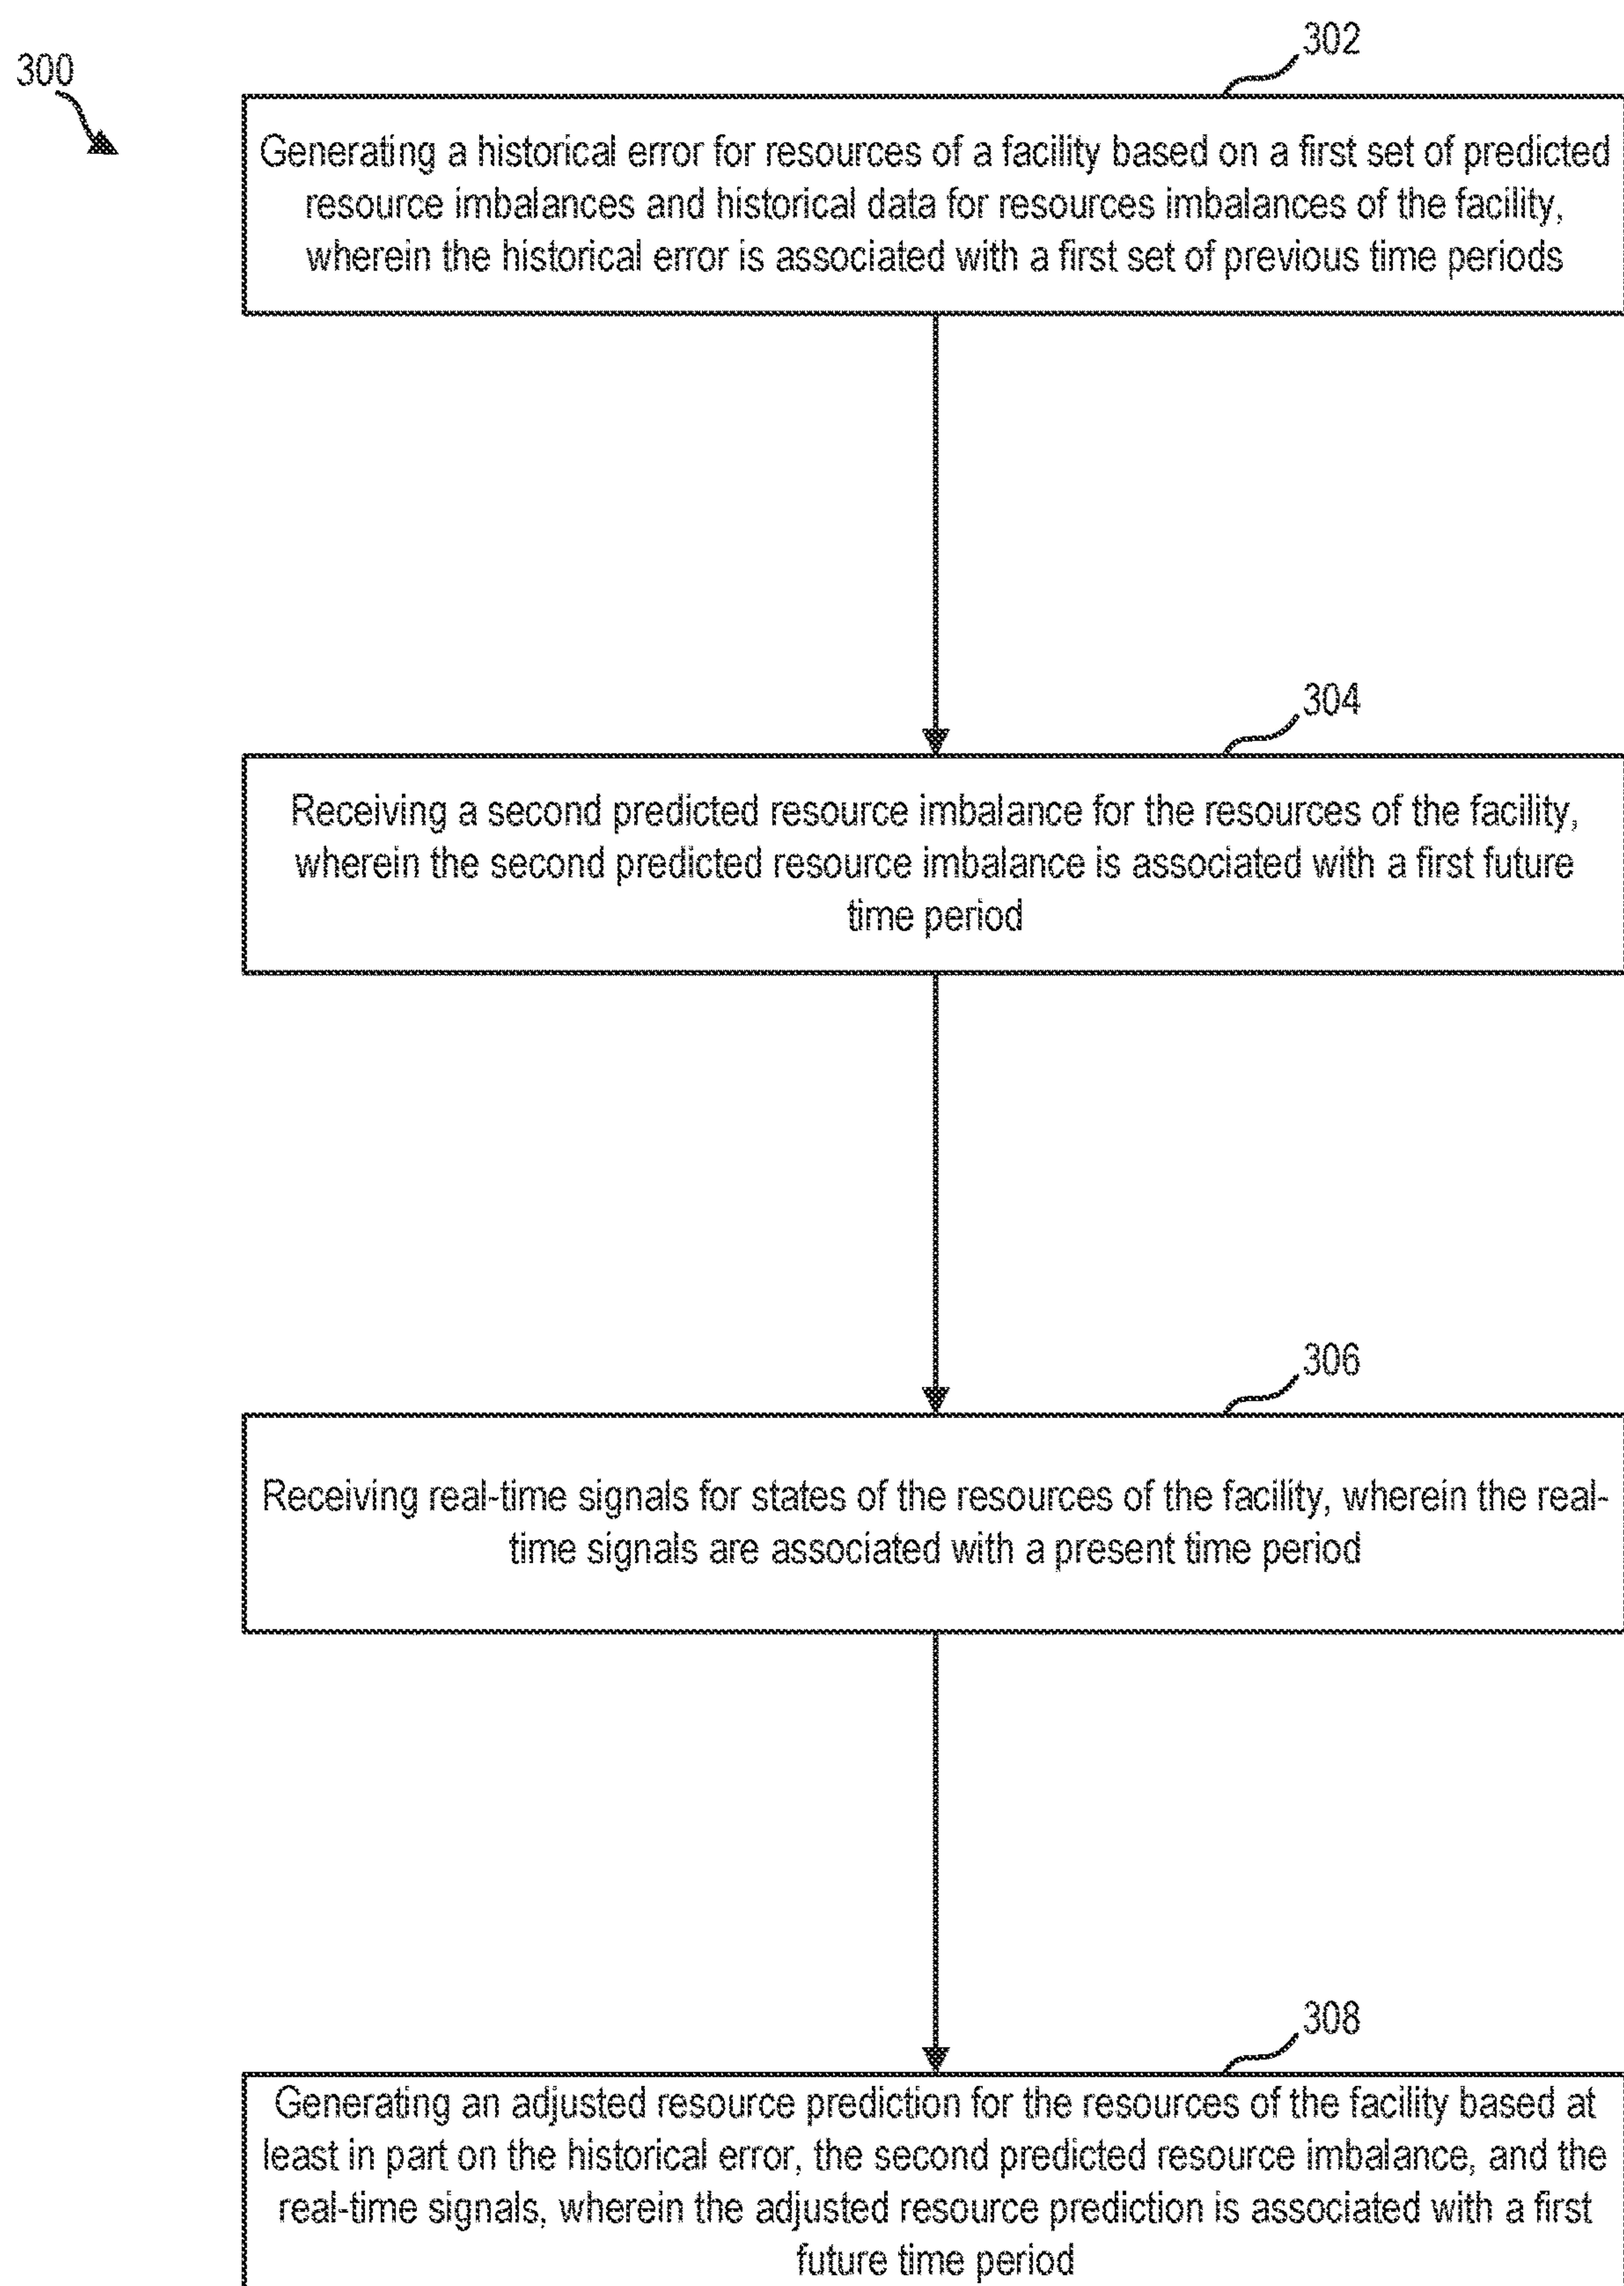 302
300
Generating a historical error for resources of a facility based on a first set of predicted
resource imbalances and historical data for resources imbalances of the facility,
wherein the historical error is associated with a first set of previous time periods
304
Receiving a second predicted resource imbalance for the resources of the facility,
wherein the second predicted resource imbalance is associated with a first future
time period
306
Receiving real-time signals for states of the resources of the facility, wherein the real-
time signals are associated with a present time period
308
Generating an adjusted resource prediction for the resources of the facility based at
least in part on the historical error, the second predicted resource imbalance, and the
real-time signals, wherein the adjusted resource prediction is associated with a first
future time period